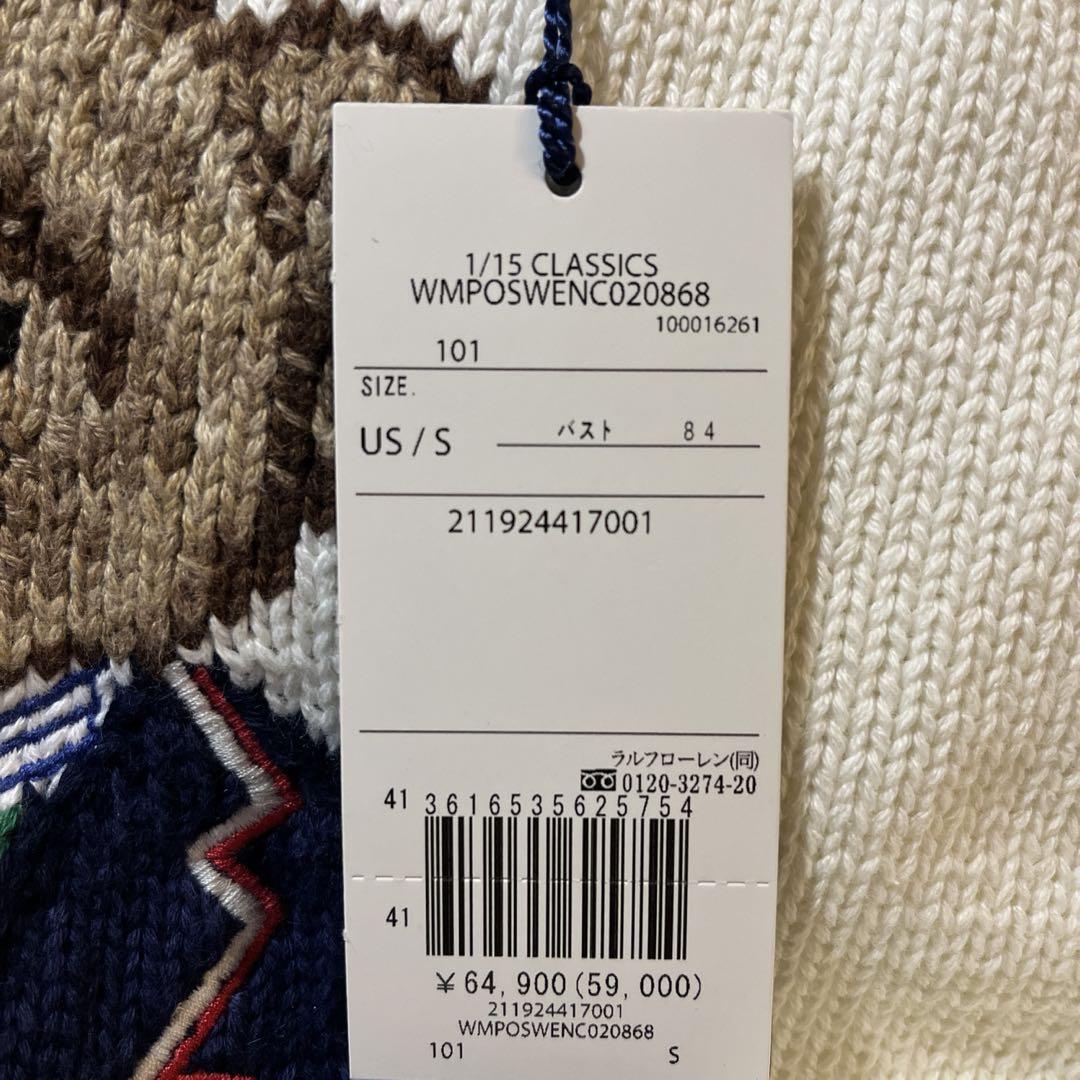 1/15 CLASSICS
WMPOSWENC020868
100016261
101
SIZE.
US / S バスト 84
211924417001
ラルフローレン(同)
0120-3274-20
41 3616535625754
41
¥64,900(59,000)
211924417001
WMPOSWENC020868
101 S